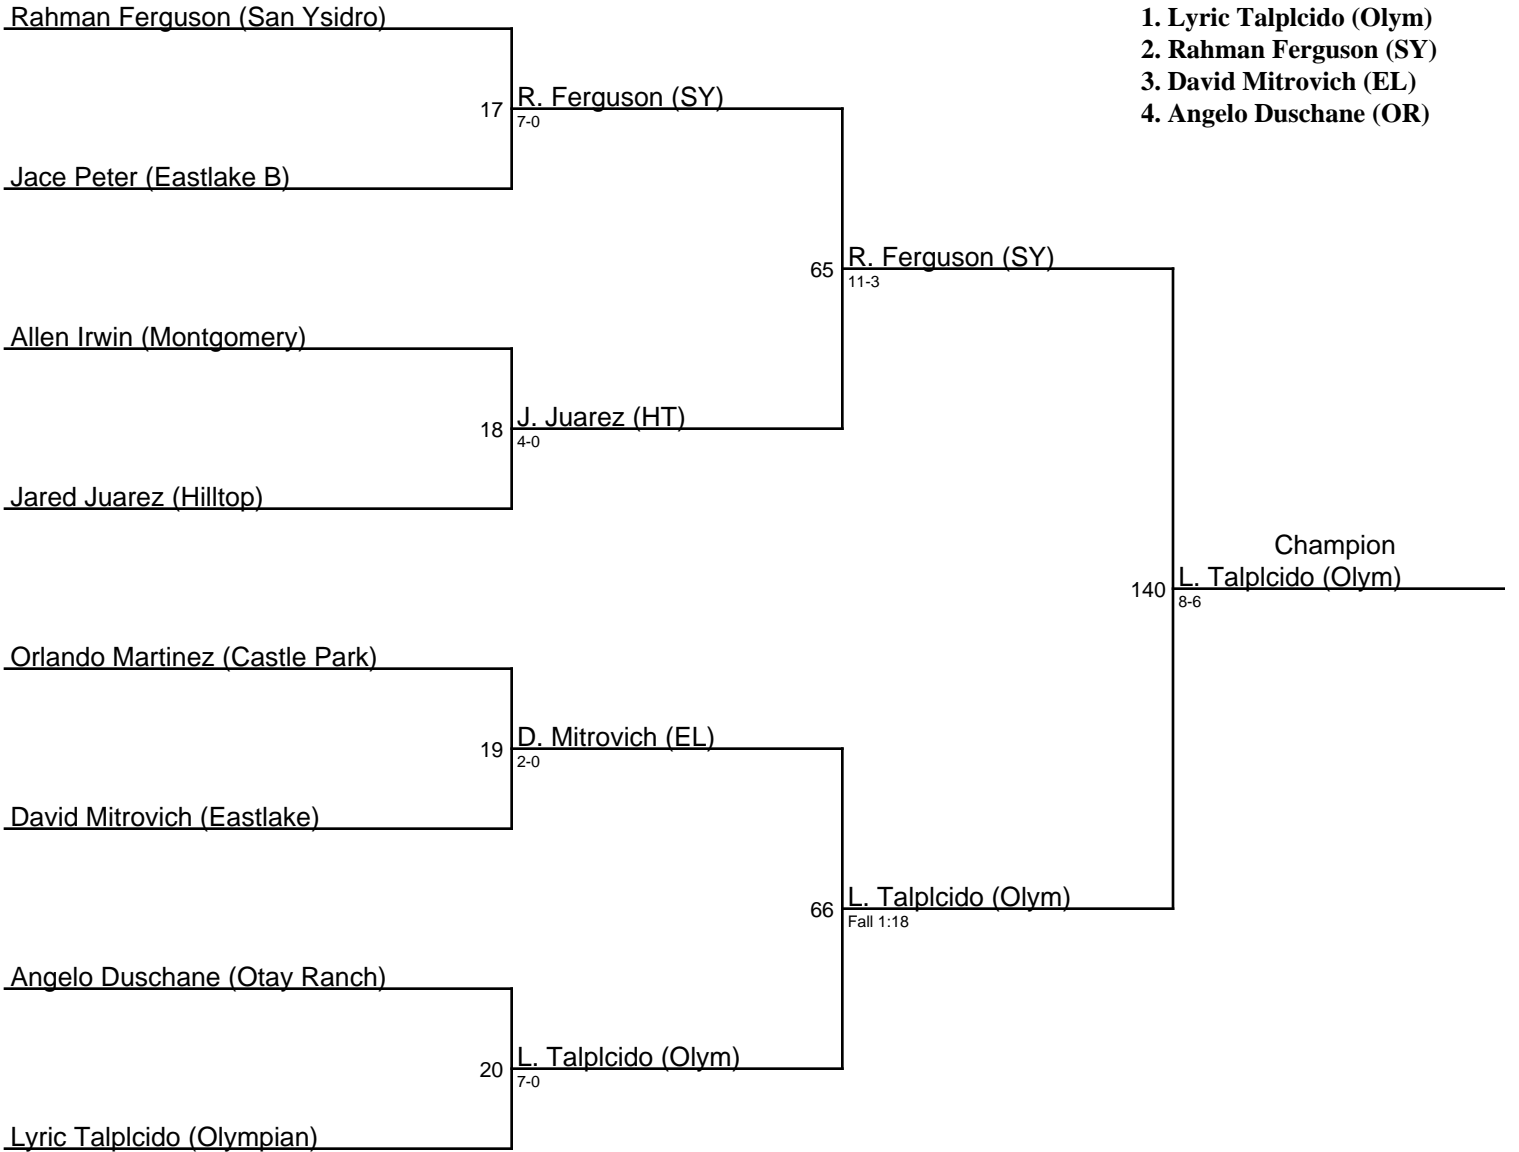 Rahman Ferguson (San Ysidro)
1. Lyric Talplcido (Olym)
2. Rahman Ferguson (SY)
3. David Mitrovich (EL)
4. Angelo Duschane (OR)
17
R. Ferguson (SY)
7-0
Jace Peter (Eastlake B)
65
R. Ferguson (SY)
11-3
Allen Irwin (Montgomery)
18
J. Juarez (HT)
4-0
Jared Juarez (Hilltop)
Champion
140
L. Talplcido (Olym)
8-6
Orlando Martinez (Castle Park)
19
D. Mitrovich (EL)
2-0
David Mitrovich (Eastlake)
66
L. Talplcido (Olym)
Fall 1:18
Angelo Duschane (Otay Ranch)
20
L. Talplcido (Olym)
7-0
Lyric Talplcido (Olympian)